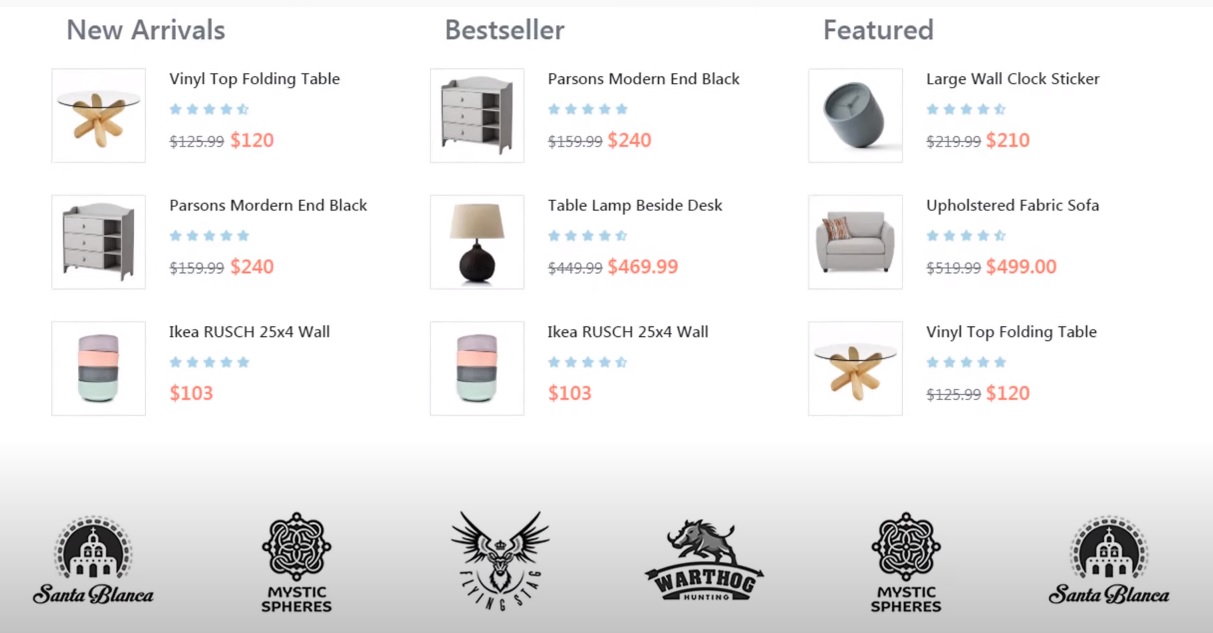 New Arrivals
Vinyl Top Folding Table
$125.99 $120
Parsons Mordern End Black
$159.99 $240
Ikea RUSCH 25x4 Wall
$103
Bestseller
Parsons Modern End Black
$159.99 $240
Table Lamp Beside Desk
$449.99 $469.99
Ikea RUSCH 25x4 Wall
$103
Featured
Large Wall Clock Sticker
$219.99 $210
Upholstered Fabric Sofa
$519.99 $499.00
Vinyl Top Folding Table
$125.99 $120
Santa Blanca
MYSTIC
SPHERES
FLYING STAG
WARTHOG
HUNTING
MYSTIC
SPHERES
Santa Blanca